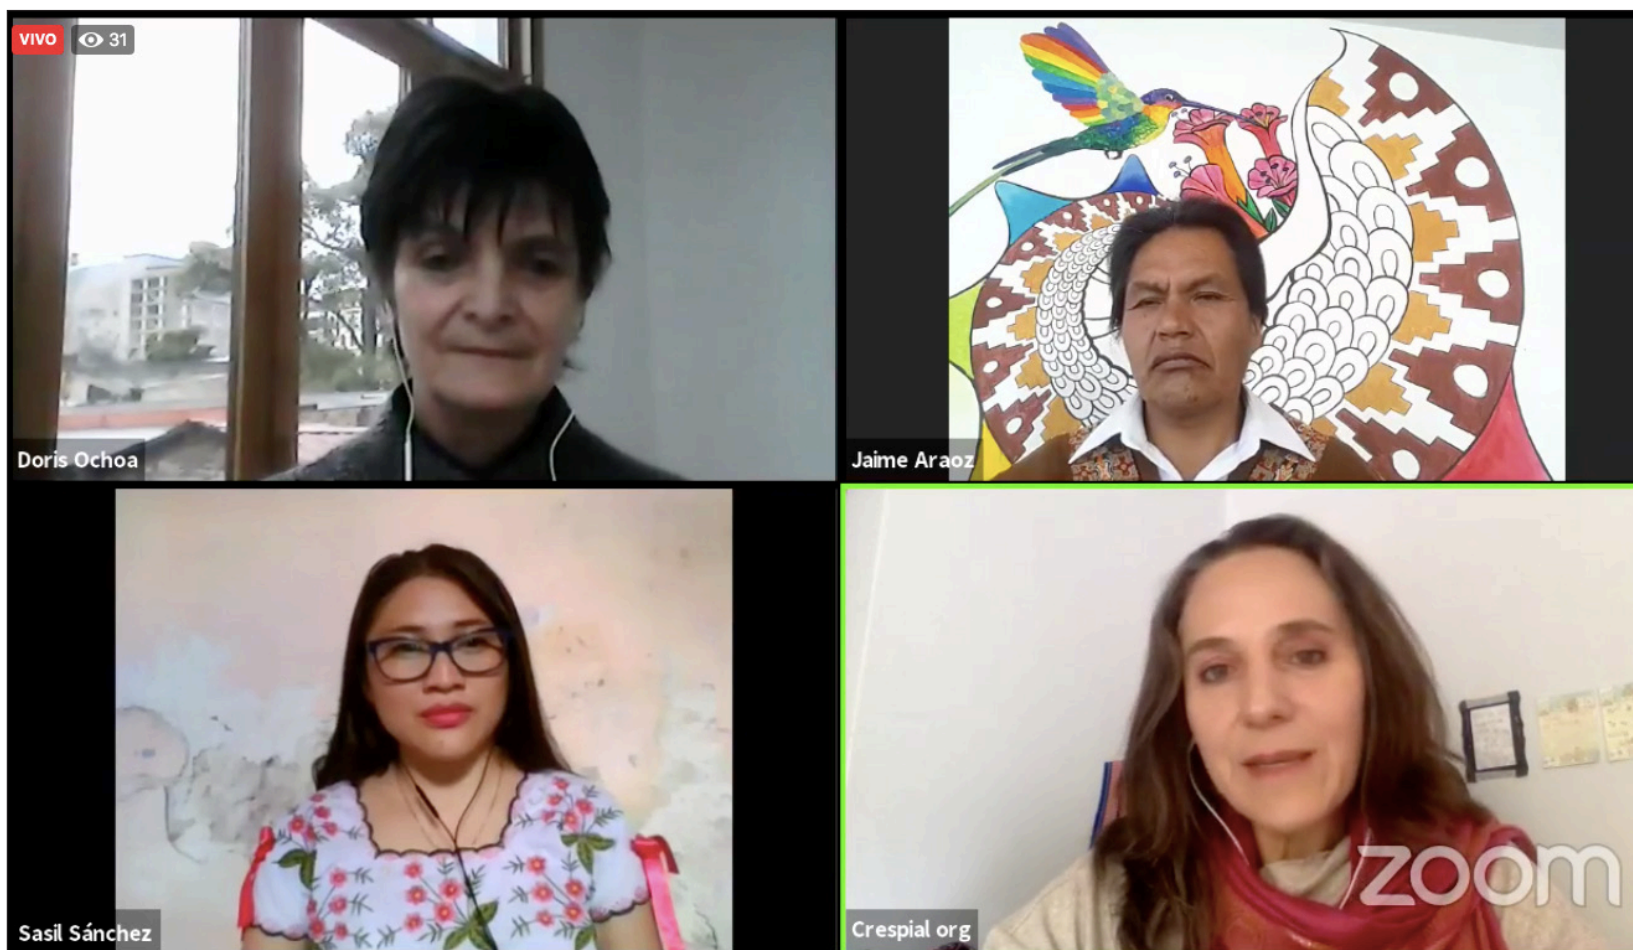 VIVO 31
Doris Ochoa
Jaime Araoz
Sasil Sánchez
Crespial org
zoom